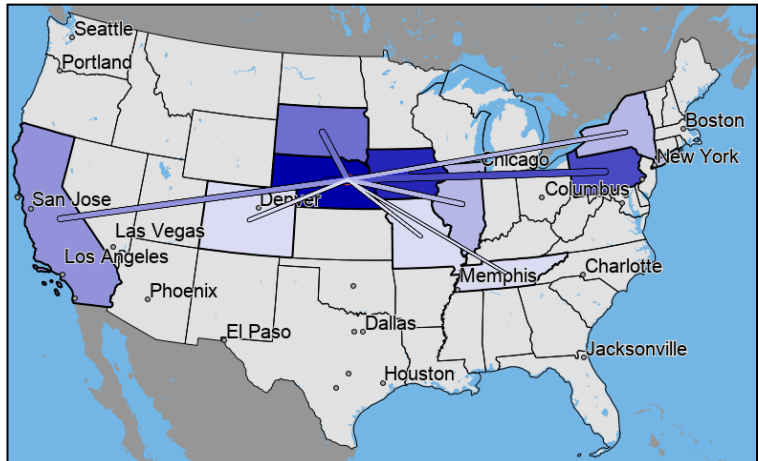 Seattle
Portland
Boston
Chicago
New York
San Jose
Denver
Columbus
Las Vegas
Los Angeles
Memphis
Charlotte
Phoenix
El Paso
Dallas
Jacksonville
Houston